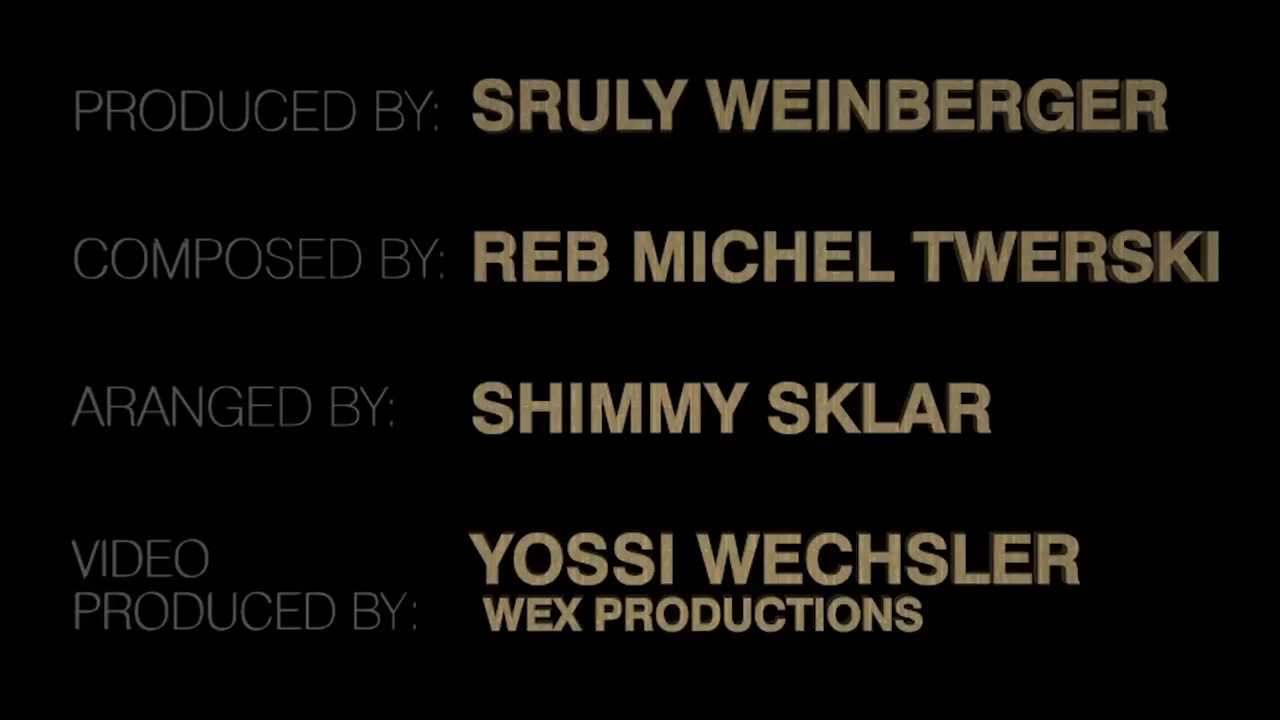 PRODUCED BY: SRULY WEINBERGER
COMPOSED BY: REB MICHEL TWERSKI
ARANGED BY: SHIMMY SKLAR
VIDEO YOSSI WECHSLER
PRODUCED BY: WEX PRODUCTIONS